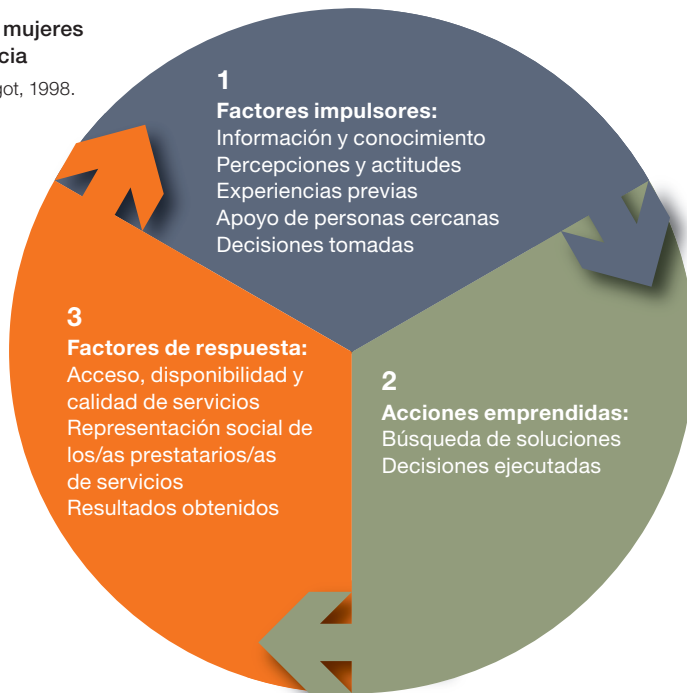 mujeres
1998.
1
Factores impulsores:
Información y conocimiento
Percepciones y actitudes
Experiencias previas
Apoyo de personas cercanas
Decisiones tomadas
3
Factores de respuesta:
Acceso, disponibilidad y
calidad de servicios
Representación social de
los/as prestatarios/as
de servicios
Resultados obtenidos
2
Acciones emprendidas:
Búsqueda de soluciones
Decisiones ejecutadas